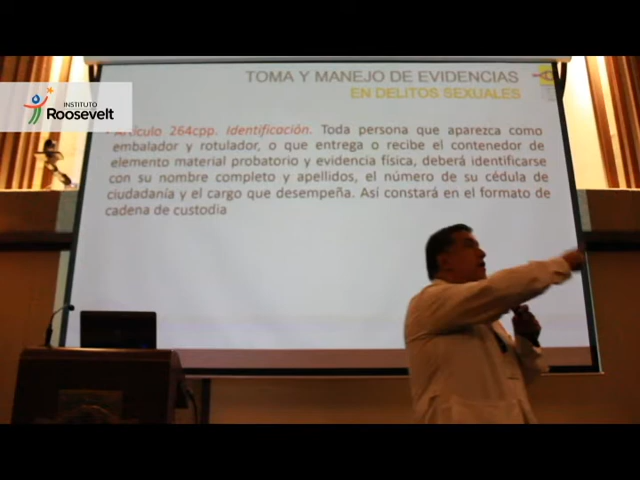 INSTITUTO
Roosevelt
TOMA Y MANEJO DE EVIDENCIAS
EN DELITOS SEXUALES
Artículo 264cpp. Identificación. Toda persona que aparezca como
embalador y rotulador, o que entrega o recibe el contenedor de
elemento material probatorio y evidencia física, deberá identificarse
con su nombre completo y apellidos, el número de su cédula de
ciudadanía y el cargo que desempeña. Así constará en el formato de
cadena de custodia